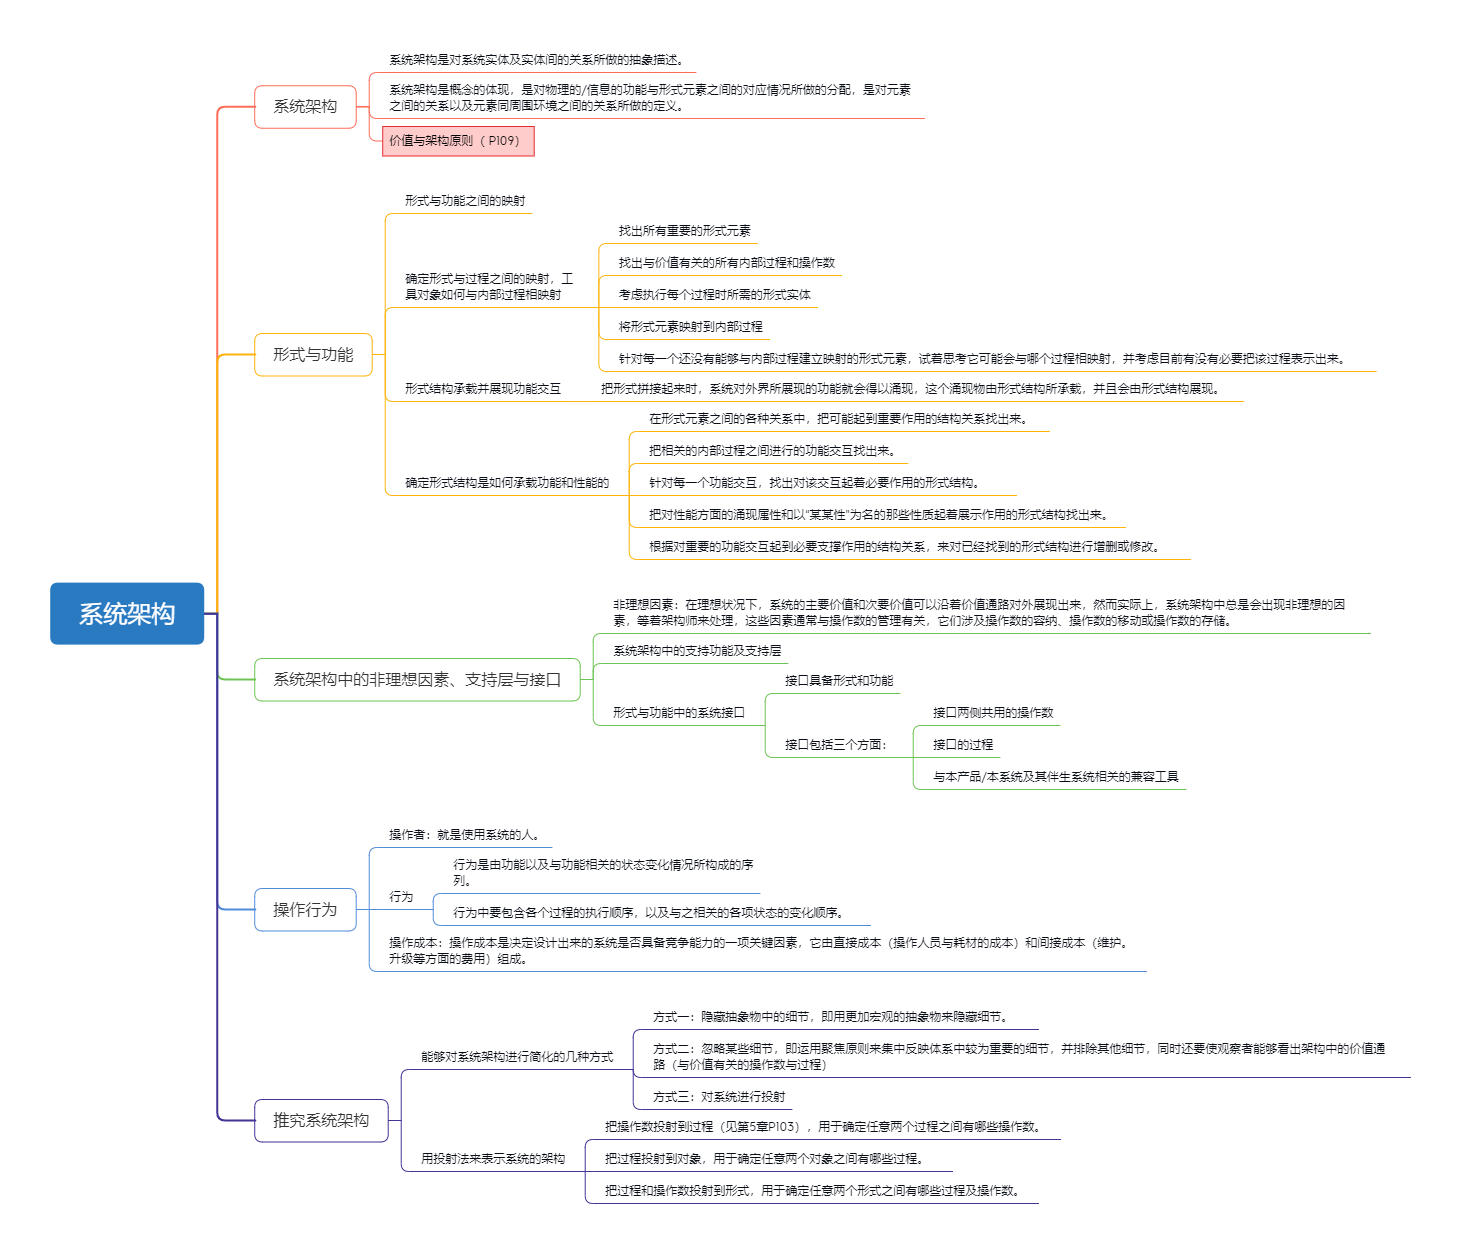 系统架构
系统架构
系统架构是对系统实体及实体间的关系所做的抽象描述。
系统架构是概念的体现，是对物理的/信息的功能与形式元素之间的对应情况所做的分配，是对元素
之间的关系以及元素同周围环境之间的关系所做的定义。
价值与架构原则（ P109）
形式与功能
形式与功能之间的映射
确定形式与过程之间的映射，工
具对象如何与内部过程相映射
找出所有重要的形式元素
找出与价值有关的所有内部过程和操作数
考虑执行每个过程时所需的形式实体
将形式元素映射到内部过程
针对每一个还没有能够与内部过程建立映射的形式元素，试着思考它可能会与哪个过程相映射，并考虑目前有没有必要把该过程表示出来。
形式结构承载并展现功能交互
把形式拼接起来时，系统对外界所展现的功能就会得以涌现，这个涌现物由形式结构所承载，并且会由形式结构展现。
确定形式结构是如何承载功能和性能的
在形式元素之间的各种关系中，把可能起到重要作用的结构关系找出来。
把相关的内部过程之间进行的功能交互找出来。
针对每一个功能交互，找出对该交互起着必要作用的形式结构。
把对性能方面的涌现属性和以“某某性”为名的那些性质起着展示作用的形式结构找出来。
根据对重要的功能交互起到必要支撑作用的结构关系，来对已经找到的形式结构进行增删或修改。
系统架构中的非理想因素、支持层与接口
非理想因素：在理想状况下，系统的主要价值和次要价值可以沿着价值通路对外展现出来，然而实际上，系统架构中总是会出现非理想的因
素，等着架构师来处理，这些因素通常与操作数的管理有关，它们涉及操作数的容纳、操作数的移动或操作数的存储。
系统架构中的支持功能及支持层
形式与功能中的系统接口
接口具备形式和功能
接口包括三个方面：
接口两侧共用的操作数
接口的过程
与本产品/本系统及其伴生系统相关的兼容工具
操作行为
操作者：就是使用系统的人。
行为
行为是由功能以及与功能相关的状态变化情况所构成的序
列。
行为中要包含各个过程的执行顺序，以及与之相关的各项状态的变化顺序。
操作成本：操作成本是决定设计出来的系统是否具备竞争能力的一项关键因素，它由直接成本（操作人员与耗材的成本）和间接成本（维护。
升级等方面的费用）组成。
推究系统架构
能够对系统架构进行简化的几种方式
方式一：隐藏抽象物中的细节，即用更加宏观的抽象物来隐藏细节。
方式二：忽略某些细节，即运用聚焦原则来集中反映体系中较为重要的细节，并排除其他细节，同时还要使观察者能够看出架构中的价值通
路（与价值有关的操作数与过程）
方式三：对系统进行投射
用投射法来表示系统的架构
把操作数投射到过程（见第5章P103），用于确定任意两个过程之间有哪些操作数。
把过程投射到对象，用于确定任意两个对象之间有哪些过程。
把过程和操作数投射到形式，用于确定任意两个形式之间有哪些过程及操作数。